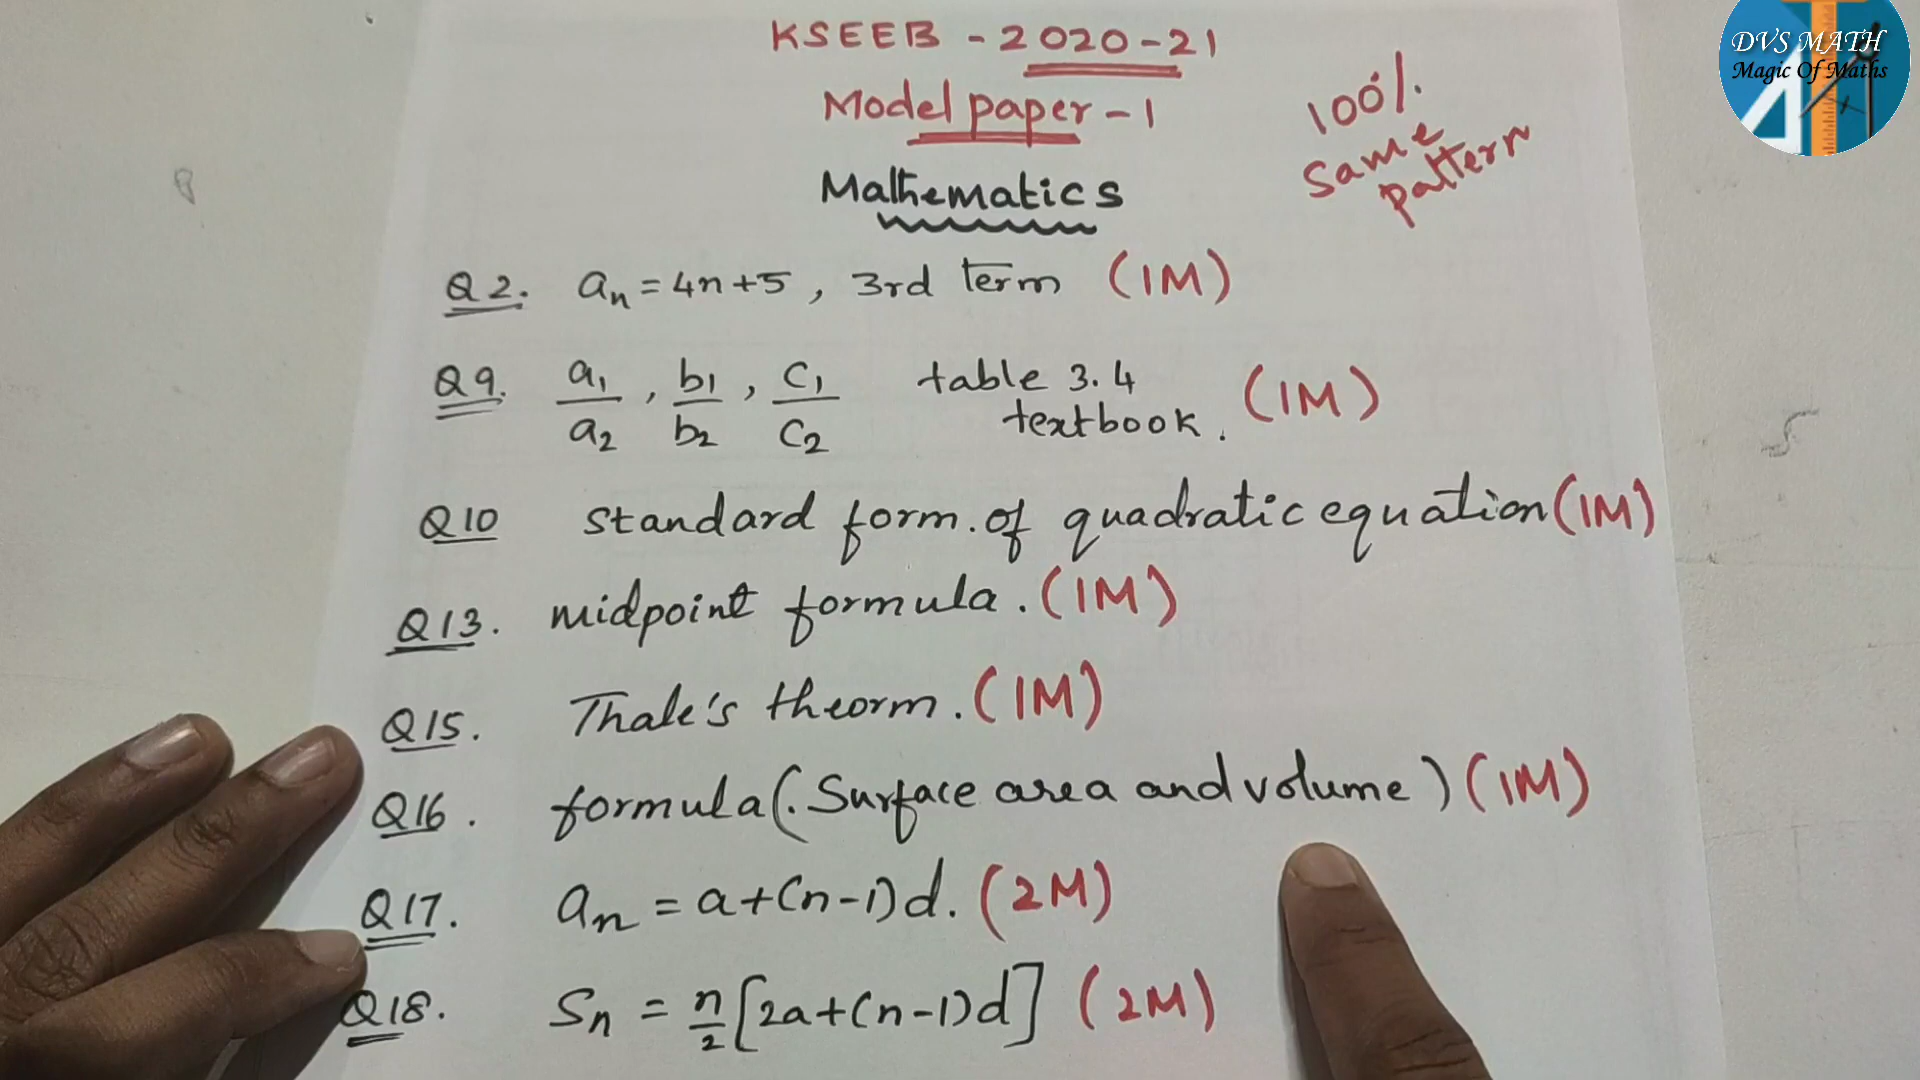 KSEEB - 2020-21
Model paper - 1
Mathematics
100%.
Same
pattern
DVS MATH
Magic Of Maths
Q2. an = 4n+5, 3rd term (1M)
Q9. a1/a2, b1/b2, c1/c2 table 3.4 textbook. (1M)
Q10 standard form. of quadratic equation (1M)
Q13. midpoint formula. (1M)
Q15. Thale's theorm. (1M)
Q16. formula (. Surface area and volume) (1M)
Q17. an = a+(n-1)d. (2M)
Q18. Sn = n/2 [2a+(n-1)d] (2M)